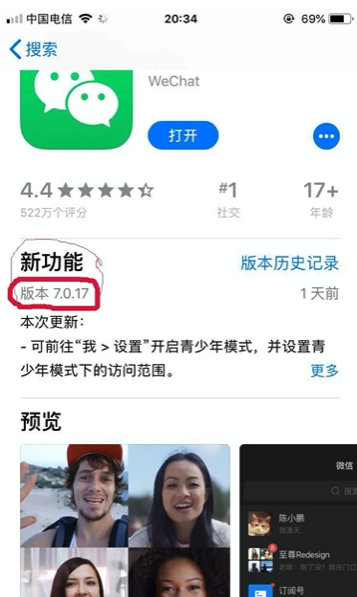 中国电信
20:34
69%
搜索
WeChat
打开
4.4
#1
17+
522万个评分
社交
年龄
新功能
版本历史记录
版本 7.0.17
1 天前
本次更新：
- 可前往“我 > 设置”开启青少年模式，并设置青
少年模式下的访问范围。
更多
预览
微信
陈小鹏
至尊Redesign
订阅号